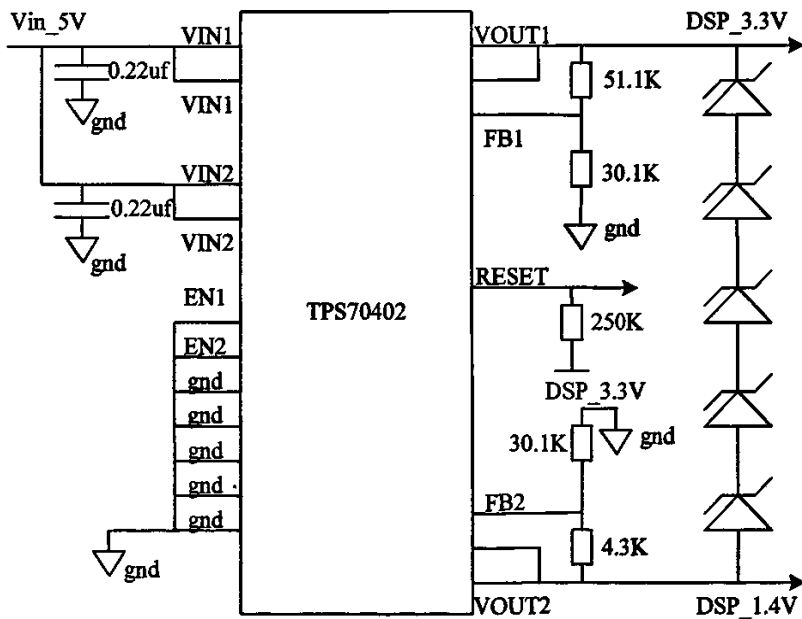 Vin_5V
VIN1
0.22uf
gnd
VIN1
VIN2
0.22uf
gnd
VIN2
EN1
EN2
gnd
gnd
gnd
gnd
gnd
gnd
TPS70402
VOUT1
DSP_3.3V
51.1K
FB1
30.1K
gnd
RESET
250K
DSP_3.3V
30.1K
gnd
FB2
4.3K
VOUT2
DSP_1.4V